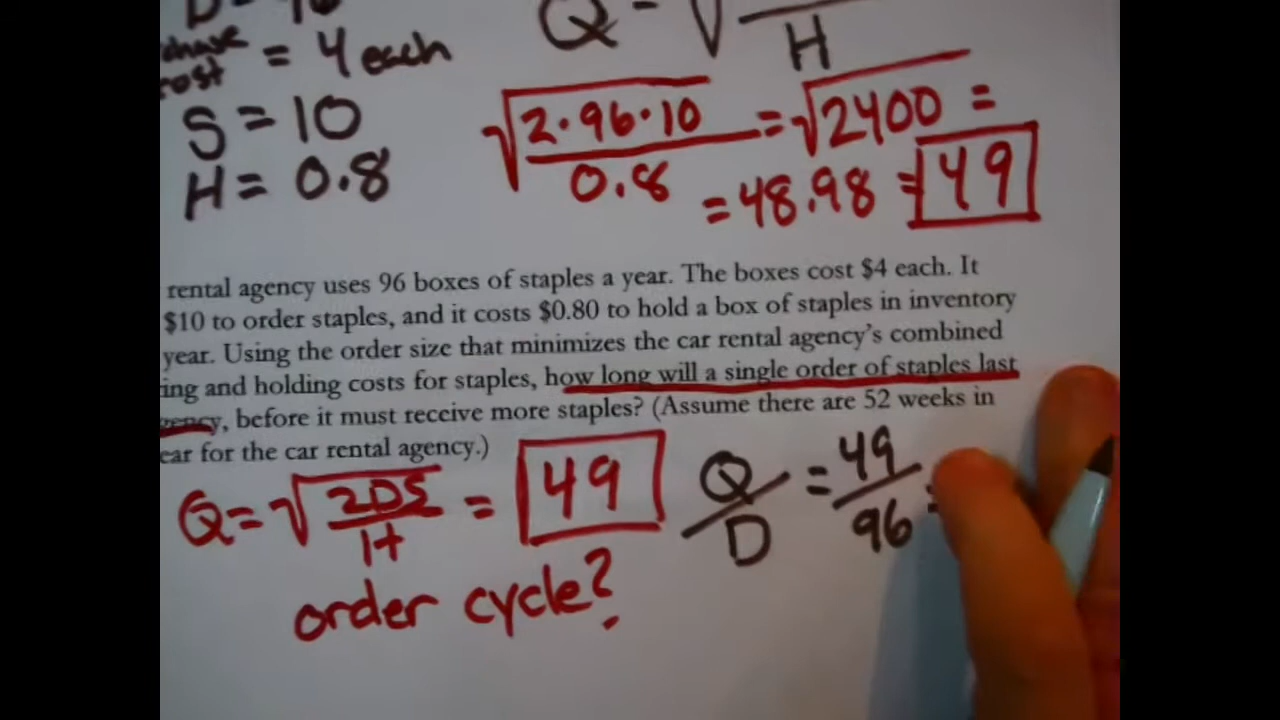 = 4 each
cost
S = 10
H = 0.8
Q = √
H
√2·96·10 / 0.8 = √2400 =
= 48.98 = 49
rental agency uses 96 boxes of staples a year. The boxes cost $4 each. It
$10 to order staples, and it costs $0.80 to hold a box of staples in inventory
year. Using the order size that minimizes the car rental agency's combined
ing and holding costs for staples, how long will a single order of staples last
gency, before it must receive more staples? (Assume there are 52 weeks in
ear for the car rental agency.)
Q = √2DS / H = 49
Q / D = 49 / 96 =
order cycle?